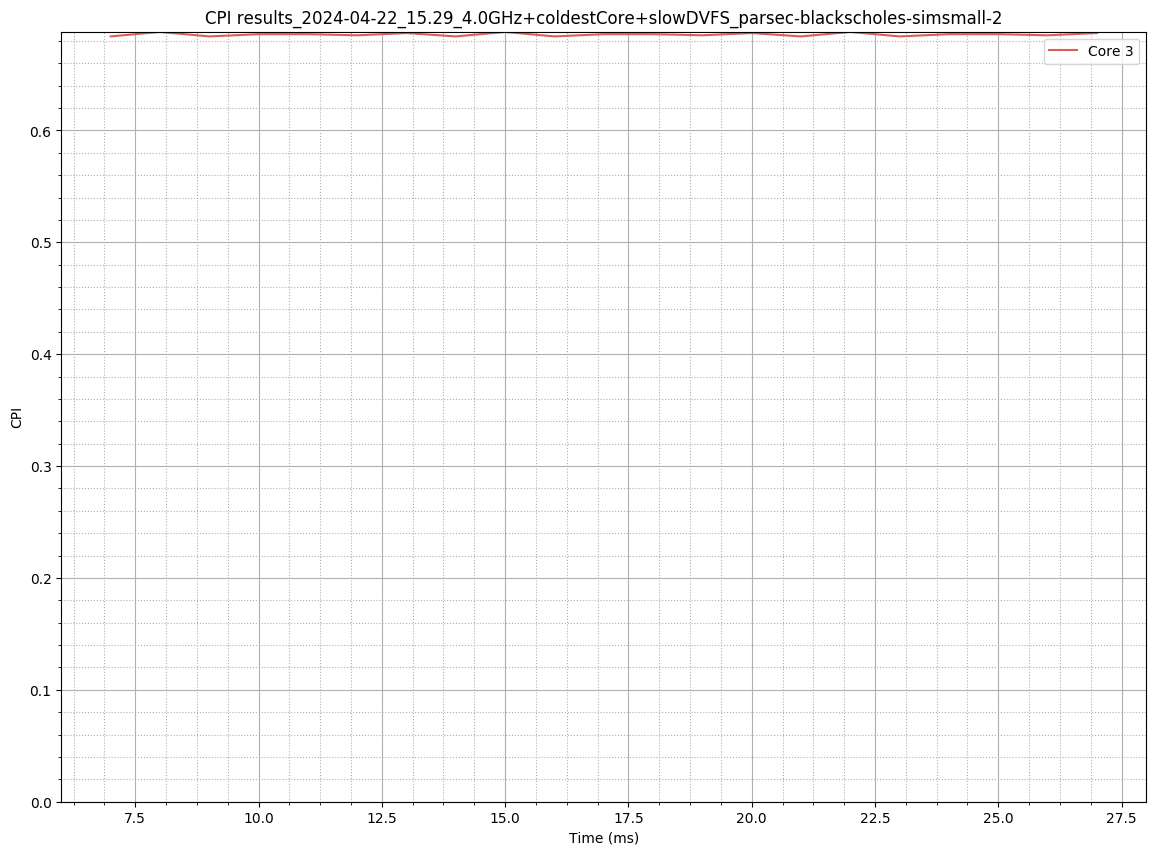 CPI results_2024-04-22_15.29_4.0GHz+coldestCore+slowDVFS_parsec-blackscholes-simsmall-2
Core 3
0.6
0.5
0.4
0.3
0.2
0.1
0.0
CPI
7.5 10.0 12.5 15.0 17.5 20.0 22.5 25.0 27.5
Time (ms)